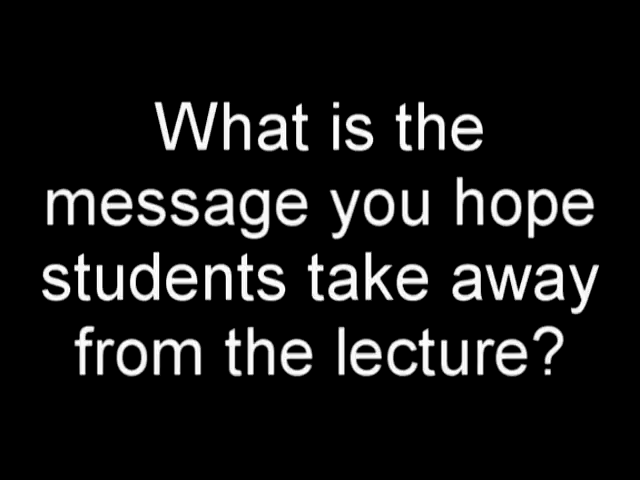 What is the
message you hope
students take away
from the lecture?